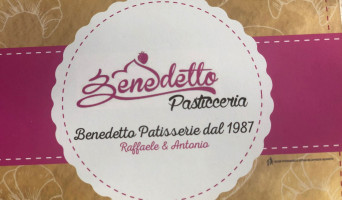 Benedetto
Pasticceria
Benedetto Patisserie dal 1987
Raffaele & Antonio